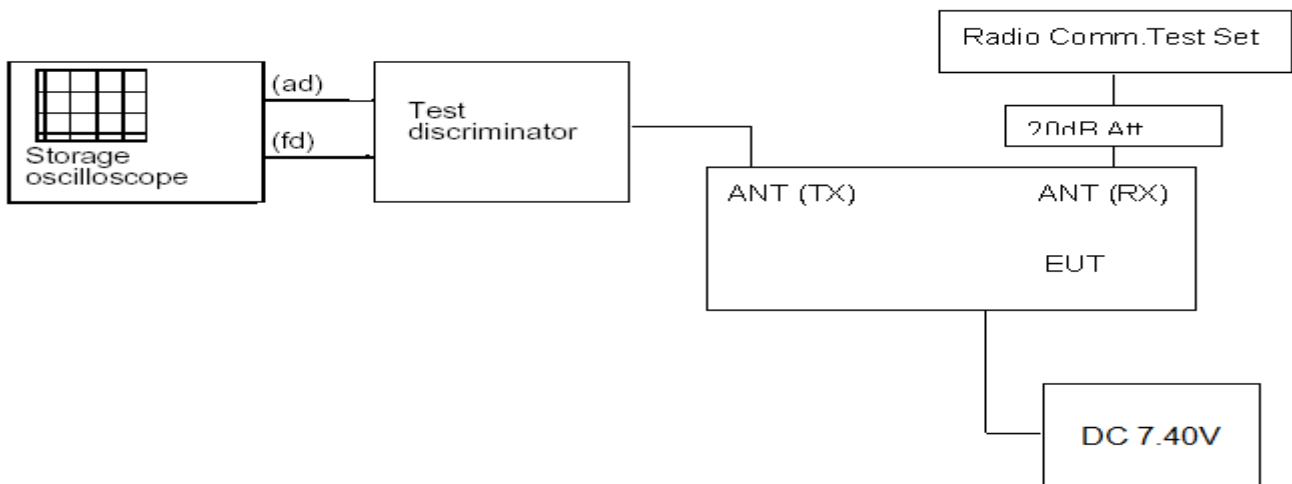 Radio Comm.Test Set
(ad)
Test
discriminator
20dB Att
(fd)
Storage
oscilloscope
ANT (TX)
ANT (RX)
EUT
DC 7.40V